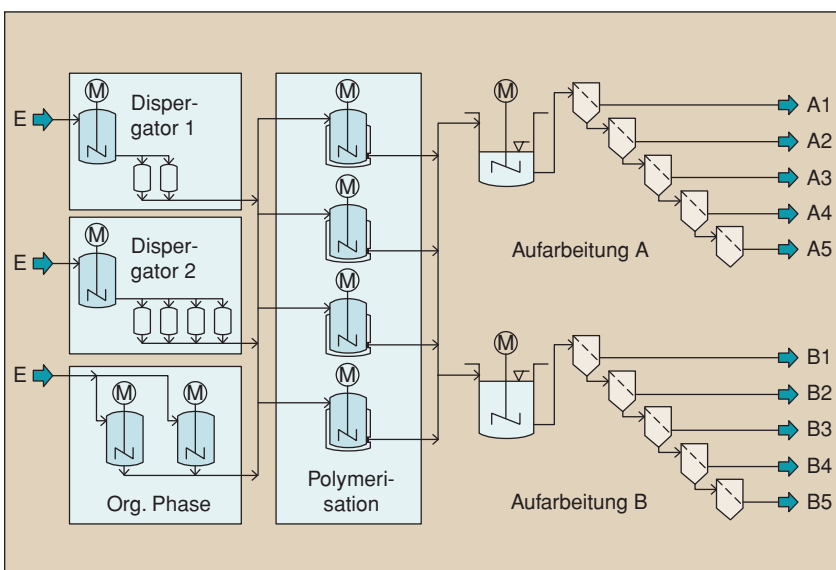 E
M
Disper-
gator 1
E
M
Disper-
gator 2
E
M
M
Org. Phase
M
M
M
M
Polymeri-
sation
M
Aufarbeitung A
A1
A2
A3
A4
A5
M
Aufarbeitung B
B1
B2
B3
B4
B5